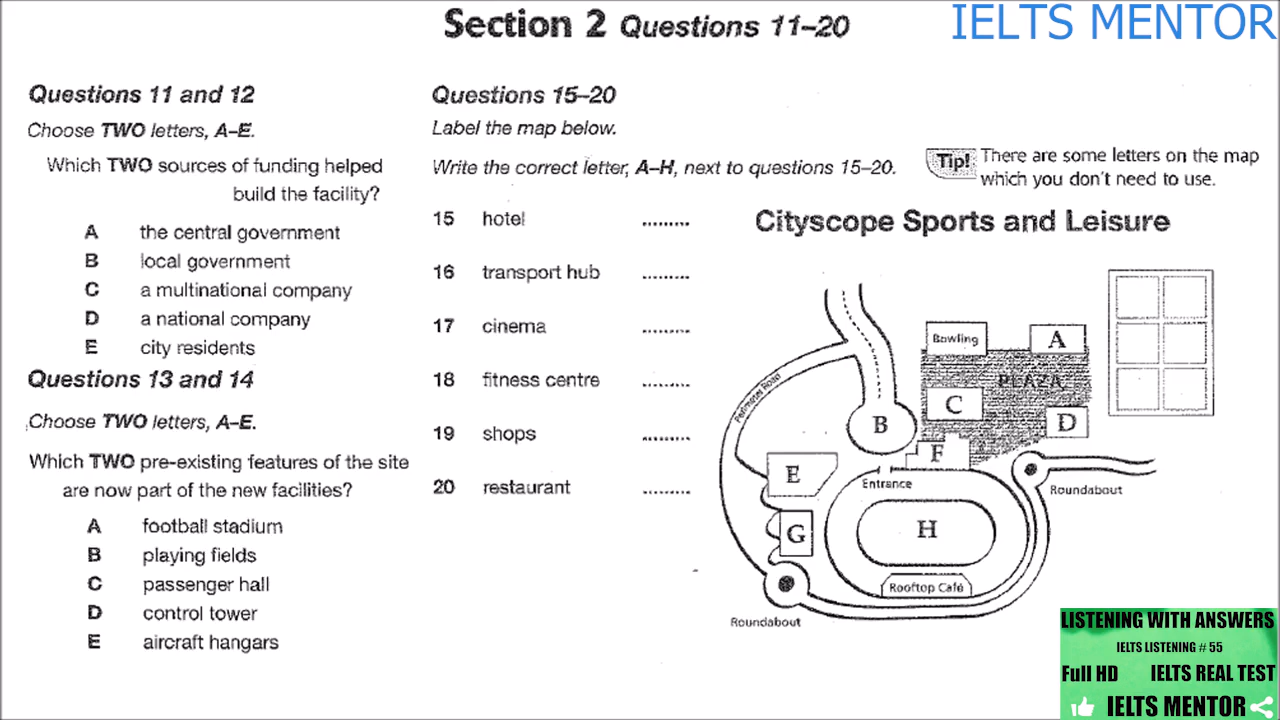 Section 2 Questions 11–20
IELTS MENTOR
Questions 11 and 12
Choose TWO letters, A–E.
Which TWO sources of funding helped
build the facility?
A the central government
B local government
C a multinational company
D a national company
E city residents
Questions 13 and 14
Choose TWO letters, A–E.
Which TWO pre-existing features of the site
are now part of the new facilities?
A football stadium
B playing fields
C passenger hall
D control tower
E aircraft hangars
Questions 15–20
Label the map below.
Write the correct letter, A–H, next to questions 15–20.
15 hotel .........
16 transport hub .........
17 cinema .........
18 fitness centre .........
19 shops .........
20 restaurant .........
Tip! There are some letters on the map
which you don't need to use.
Cityscope Sports and Leisure
Bowling
A
PLAZA
Perimeter Road
C
B
D
F
E
Entrance
Roundabout
G
H
Rooftop Café
Roundabout
LISTENING WITH ANSWERS
IELTS LISTENING # 55
Full HD IELTS REAL TEST
IELTS MENTOR